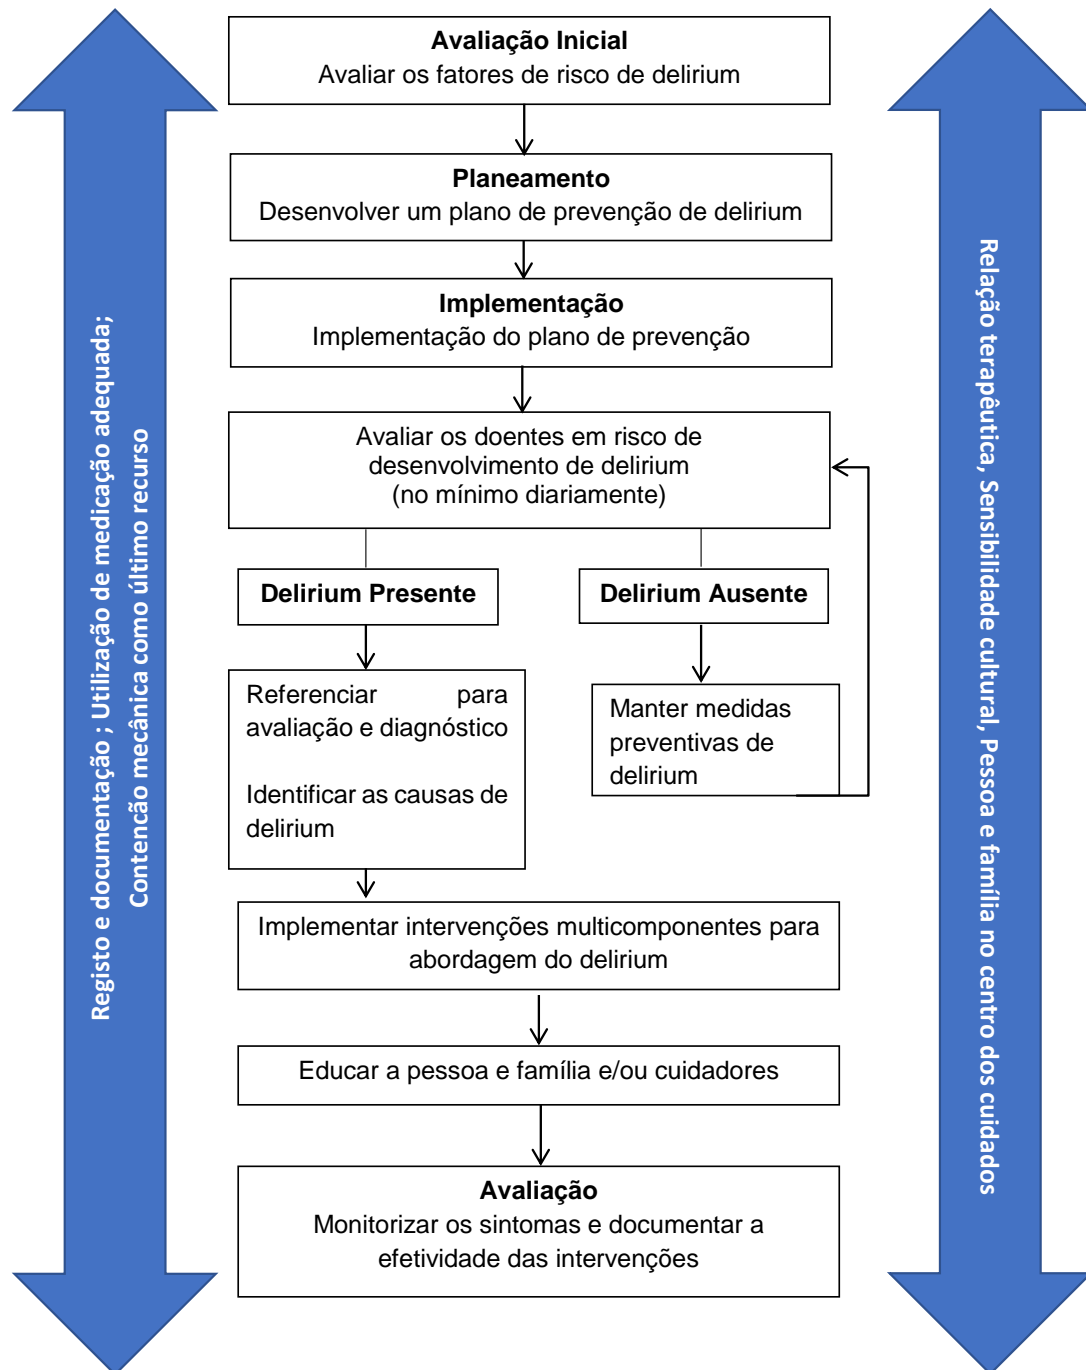 Avaliação Inicial
Avaliar os fatores de risco de delirium
Planeamento
Desenvolver um plano de prevenção de delirium
Implementação
Implementação do plano de prevenção
Avaliar os doentes em risco de
desenvolvimento de delirium
(no mínimo diariamente)
Delirium Presente
Delirium Ausente
Referenciar para
avaliação e diagnóstico
Identificar as causas de
delirium
Manter medidas
preventivas de
delirium
Implementar intervenções multicomponentes para
abordagem do delirium
Educar a pessoa e família e/ou cuidadores
Avaliação
Monitorizar os sintomas e documentar a
efetividade das intervenções
Registo e documentação ; Utilização de medicação adequada;
Contenção mecânica como último recurso
Relação terapêutica, Sensibilidade cultural, Pessoa e família no centro dos cuidados